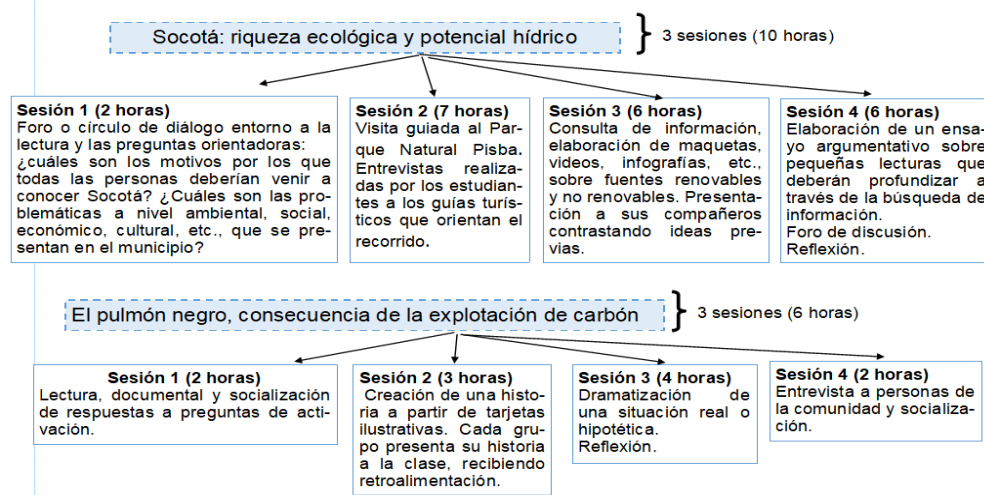 Socotá: riqueza ecológica y potencial hídrico
3 sesiones (10 horas)
Sesión 1 (2 horas)
Foro o círculo de diálogo entorno a la
lectura y las preguntas orientadoras:
¿cuáles son los motivos por los que
todas las personas deberían venir a
conocer Socotá? ¿Cuáles son las pro-
blemáticas a nivel ambiental, social,
económico, cultural, etc., que se pre-
sentan en el municipio?
Sesión 2 (7 horas)
Visita guiada al Par-
que Natural Pisba.
Entrevistas realiza-
das por los estudian-
tes a los guías turís-
ticos que orientan el
recorrido.
Sesión 3 (6 horas)
Consulta de información,
elaboración de maquetas,
videos, infografías, etc.,
sobre fuentes renovables
y no renovables. Presenta-
ción a sus compañeros
contrastando ideas pre-
vias.
Sesión 4 (6 horas)
Elaboración de un ensa-
yo argumentativo sobre
pequeñas lecturas que
deberán profundizar a
través de la búsqueda de
información.
Foro de discusión.
Reflexión.
El pulmón negro, consecuencia de la explotación de carbón
3 sesiones (6 horas)
Sesión 1 (2 horas)
Lectura, documental y socialización
de respuestas a preguntas de acti-
vación.
Sesión 2 (3 horas)
Creación de una histo-
ria a partir de tarjetas
ilustrativas. Cada gru-
po presenta su historia
a la clase, recibiendo
retroalimentación.
Sesión 3 (4 horas)
Dramatización de
una situación real o
hipotética.
Reflexión.
Sesión 4 (2 horas)
Entrevista a personas de
la comunidad y socializa-
ción.